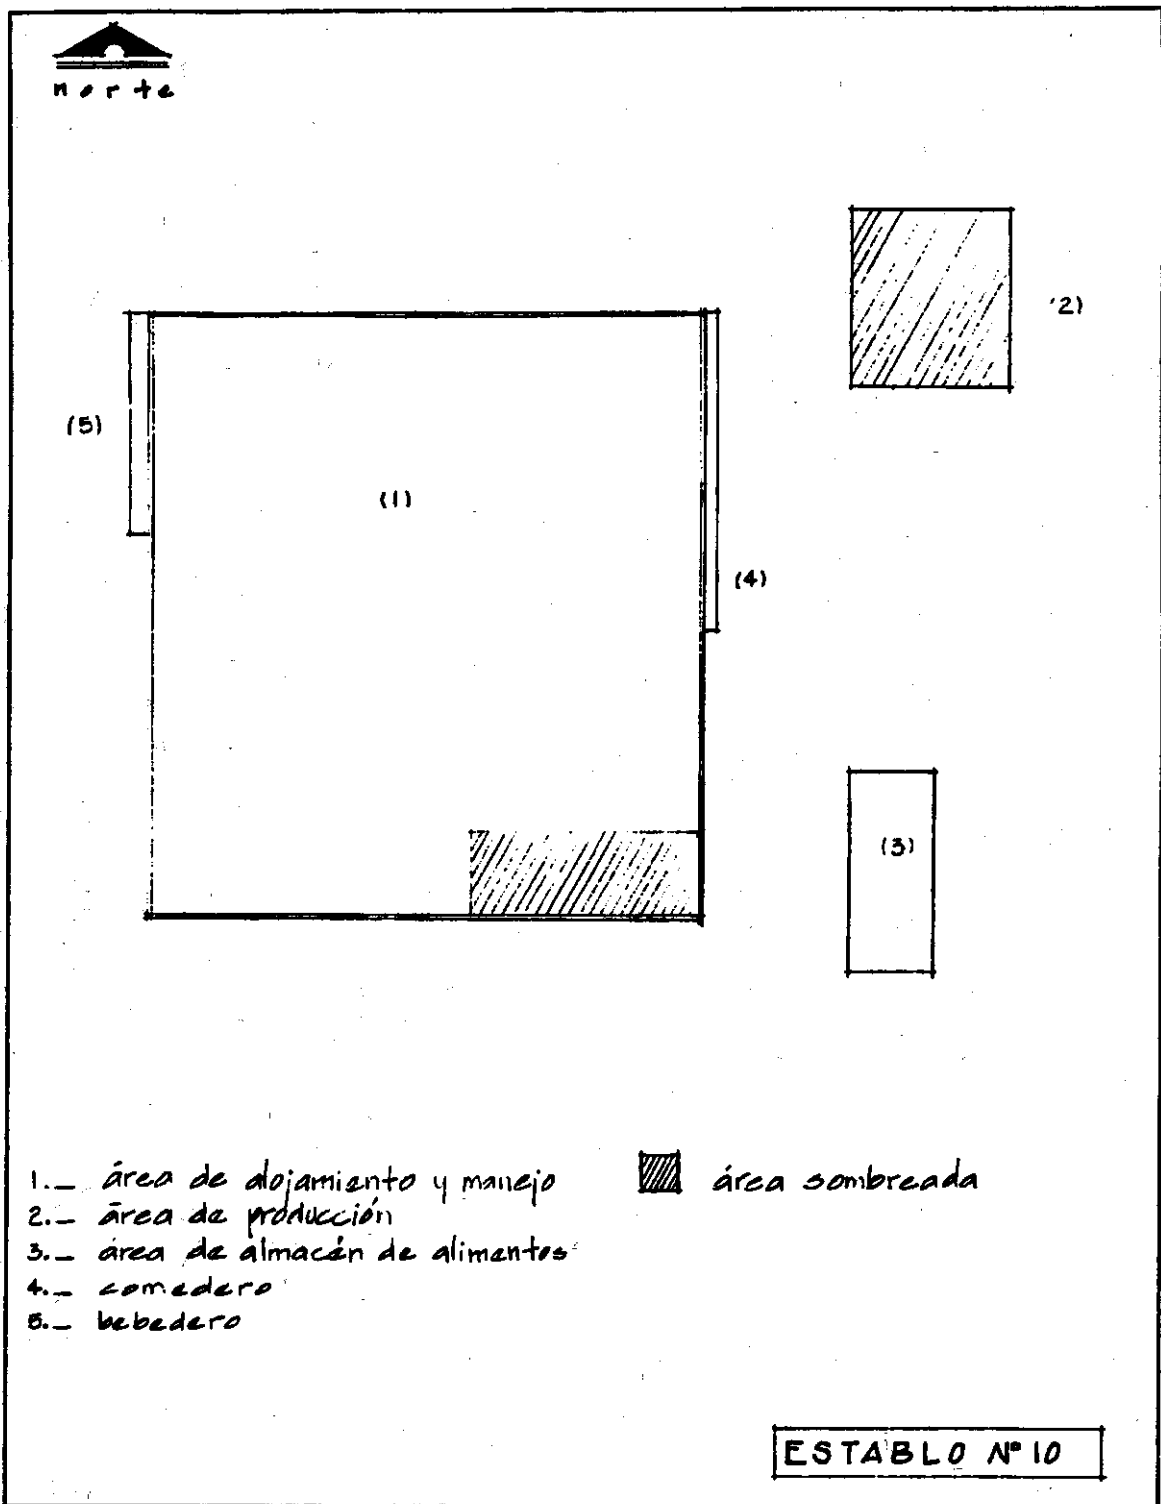 norte
(2)
(5)
(1)
(4)
(3)
1._ área de alojamiento y manejo
2._ área de producción
3._ área de almacén de alimentos
4._ comedero
5._ bebedero
área sombreada
ESTABLO Nº 10